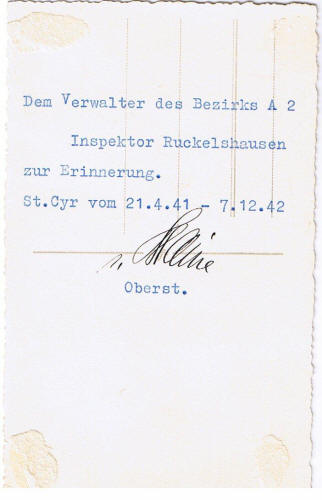 Dem Verwalter des Bezirks A 2
Inspektor Ruckelshausen
zur Erinnerung.
St.Cyr vom 21.4.41 - 7.12.42
Oberst.